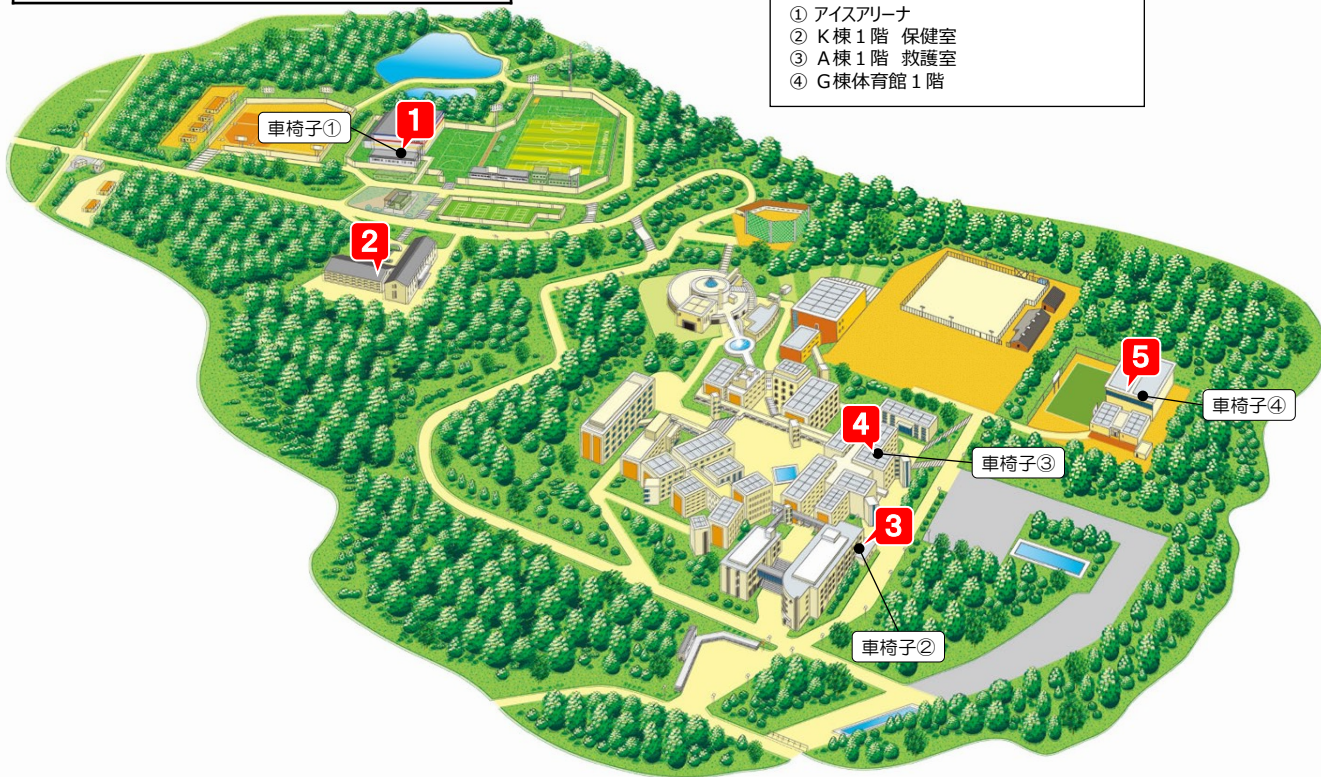 ① アイスアリーナ
② K棟1階 保健室
③ A棟1階 救護室
④ G棟体育館1階
車椅子①
1
2
5
車椅子④
4
車椅子③
3
車椅子②